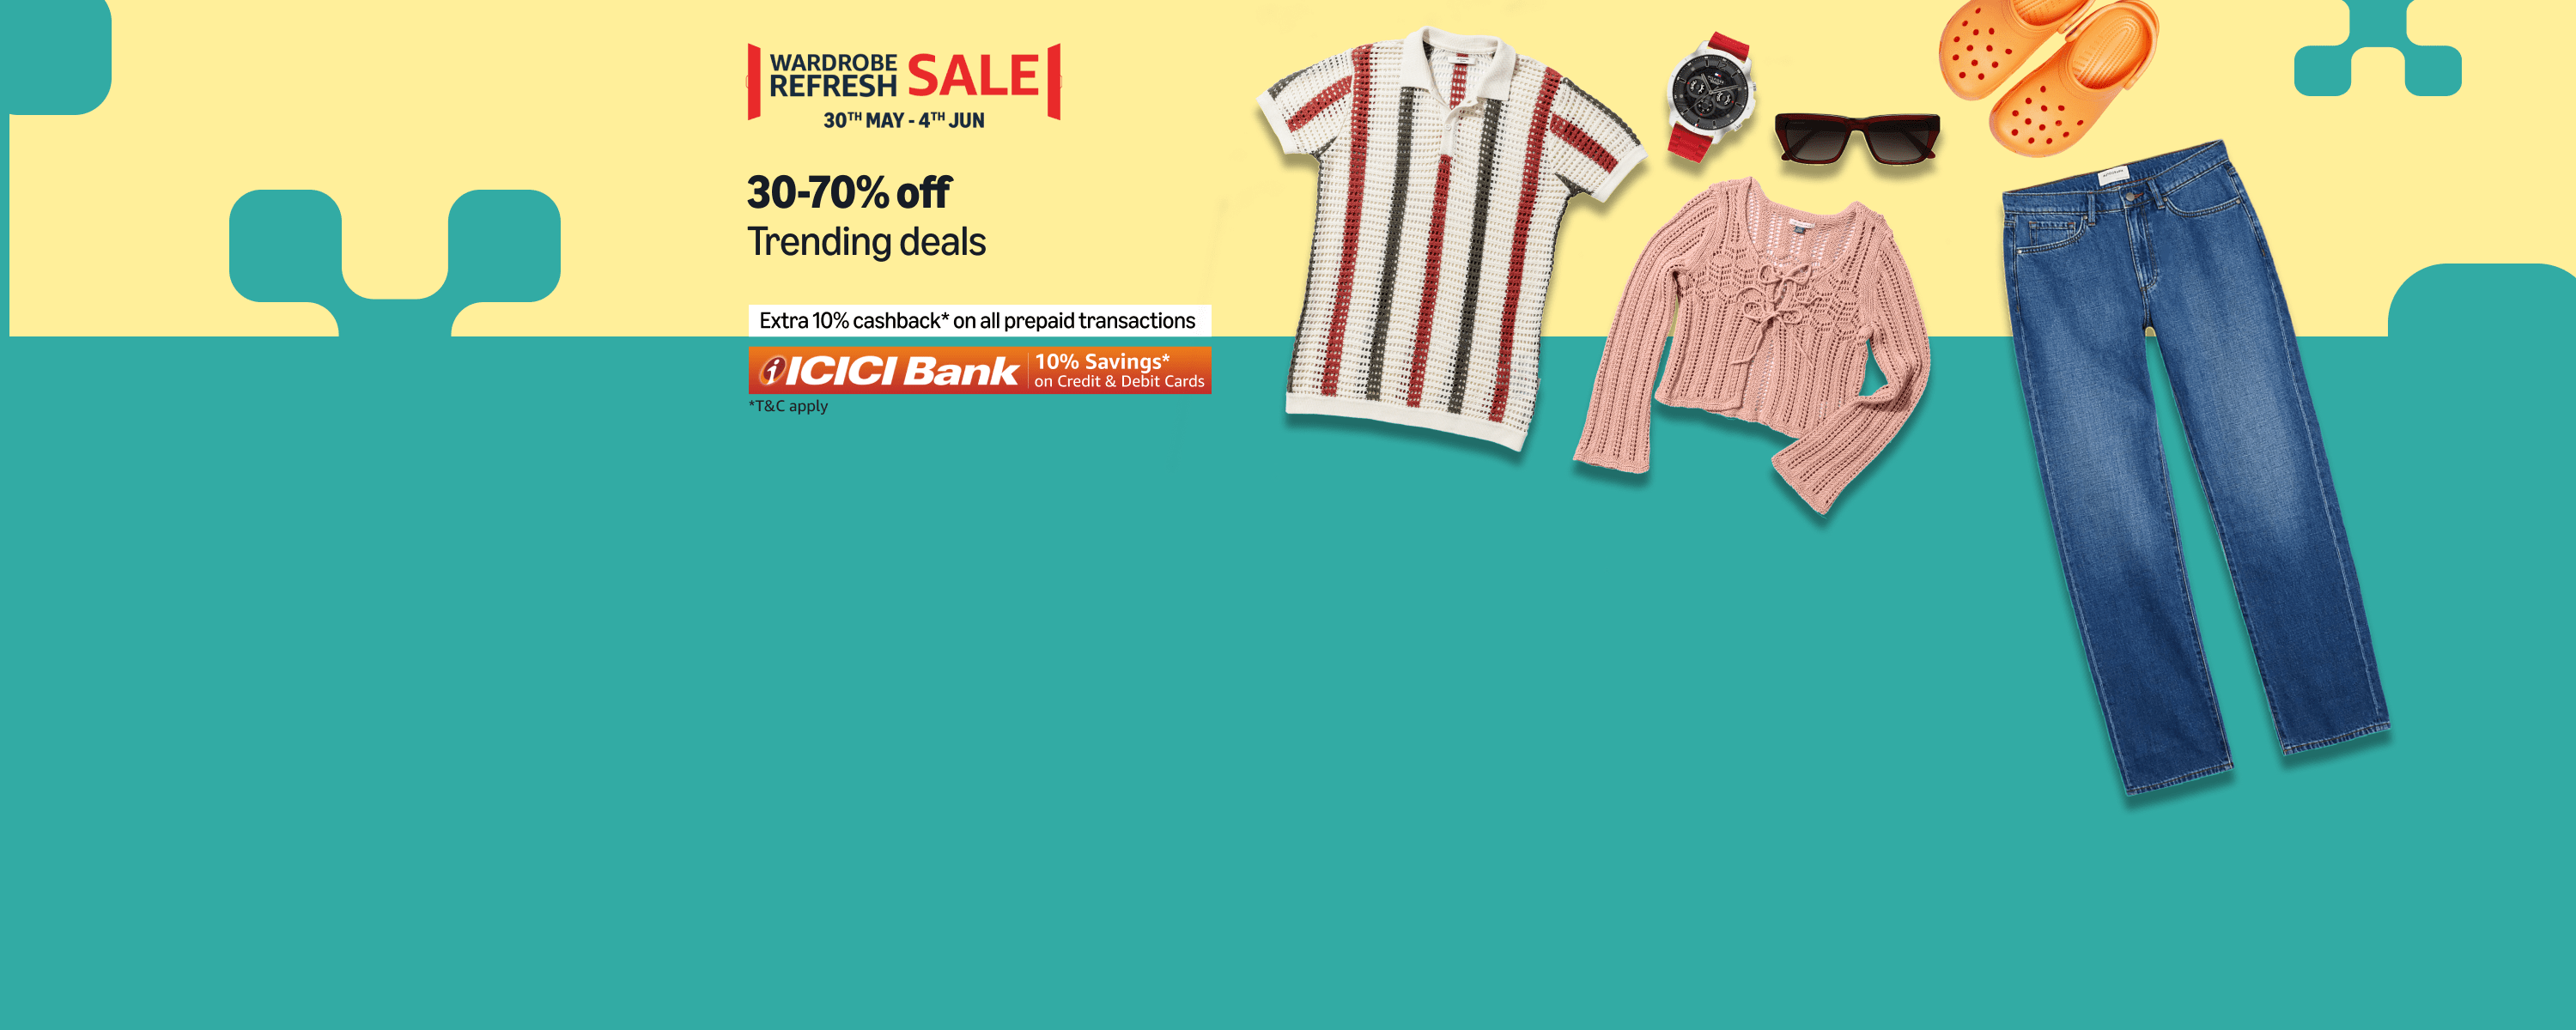 WARDROBE
REFRESH SALE
30TH MAY - 4TH JUN
30-70% off
Trending deals
Extra 10% cashback* on all prepaid transactions
ICICI Bank
10% Savings*
on Credit & Debit Cards
*T&C apply